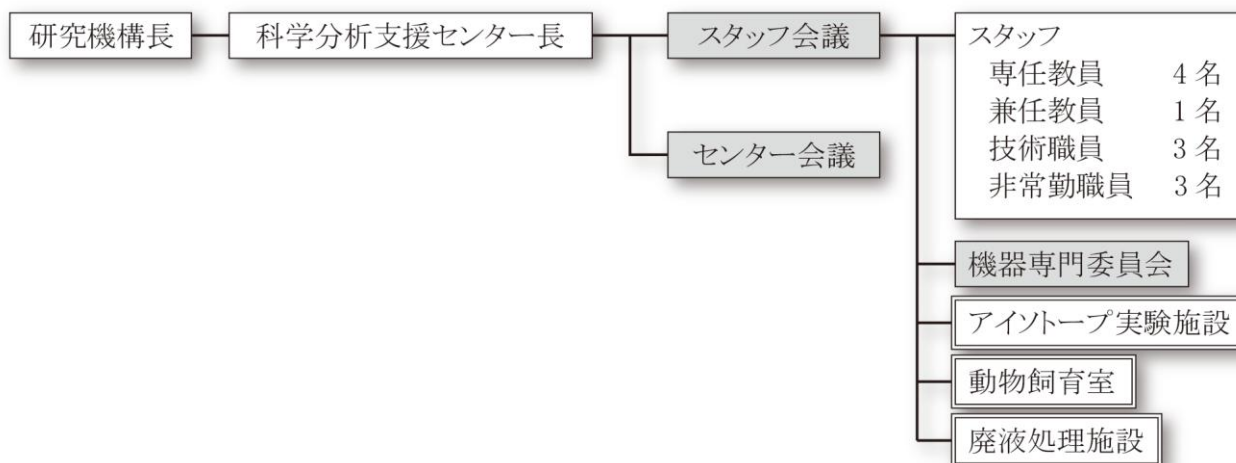 研究機構長
科学分析支援センター長
スタッフ会議
センター会議
スタッフ
専任教員 4名
兼任教員 1名
技術職員 3名
非常勤職員 3名
機器専門委員会
アイソトープ実験施設
動物飼育室
廃液処理施設